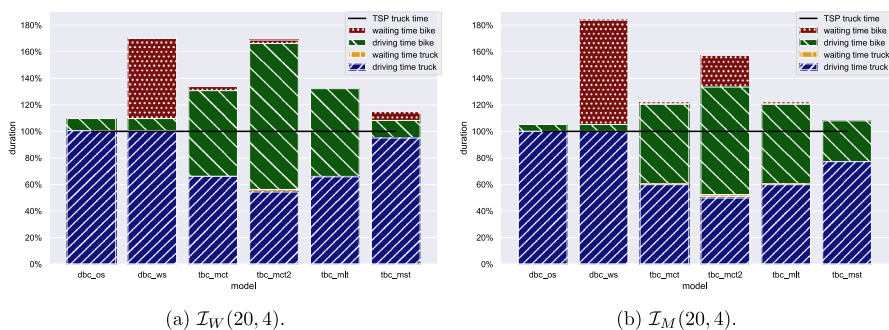 180%
160%
140%
120%
100%
80%
60%
40%
20%
0%
duration
TSP truck time
waiting time bike
driving time bike
waiting time truck
driving time truck
dbc_os
dbc_ws
tbc_mct
tbc_mct2
tbc_mlt
tbc_mst
model
(a) I_W(20, 4).
180%
160%
140%
120%
100%
80%
60%
40%
20%
0%
duration
TSP truck time
waiting time bike
driving time bike
waiting time truck
driving time truck
dbc_os
dbc_ws
tbc_mct
tbc_mct2
tbc_mlt
tbc_mst
model
(b) I_M(20, 4).